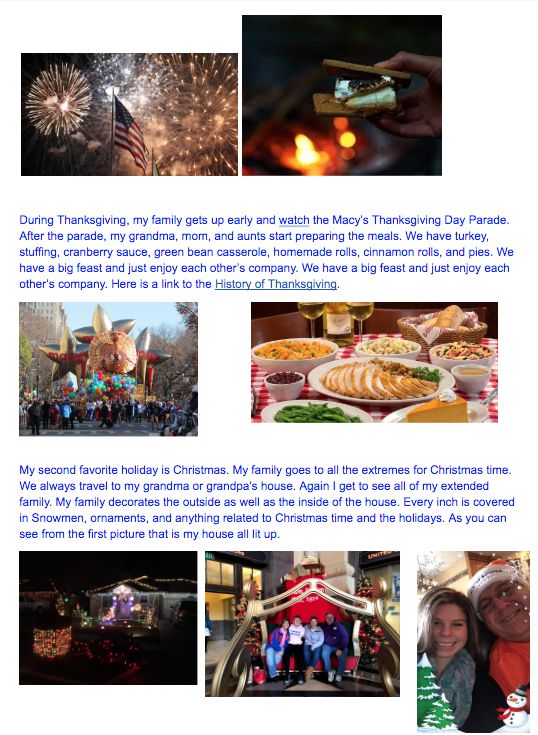 During Thanksgiving, my family gets up early and watch the Macy's Thanksgiving Day Parade.
After the parade, my grandma, mom, and aunts start preparing the meals. We have turkey,
stuffing, cranberry sauce, green bean casserole, homemade rolls, cinnamon rolls, and pies. We
have a big feast and just enjoy each other's company. We have a big feast and just enjoy each
other's company. Here is a link to the History of Thanksgiving.
My second favorite holiday is Christmas. My family goes to all the extremes for Christmas time.
We always travel to my grandma or grandpa's house. Again I get to see all of my extended
family. My family decorates the outside as well as the inside of the house. Every inch is covered
in Snowmen, ornaments, and anything related to Christmas time and the holidays. As you can
see from the first picture that is my house all lit up.